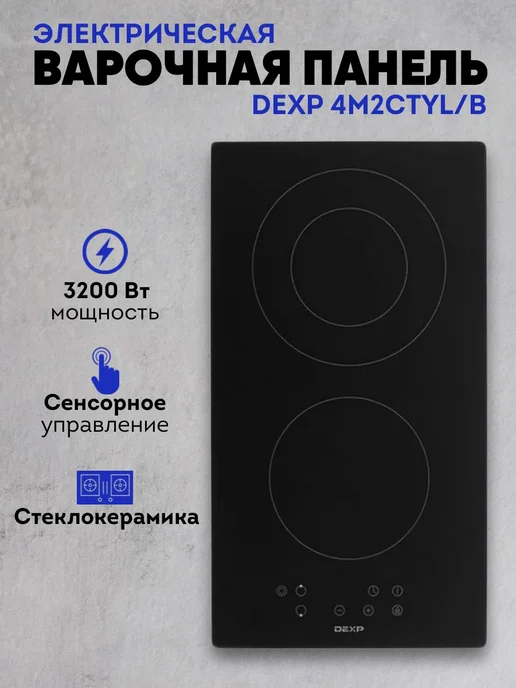 ЭЛЕКТРИЧЕСКАЯ
ВАРОЧНАЯ ПАНЕЛЬ
DEXP 4M2CTYL/B
3200 Вт
мощность
Сенсорное
управление
Стеклокерамика
DEXP